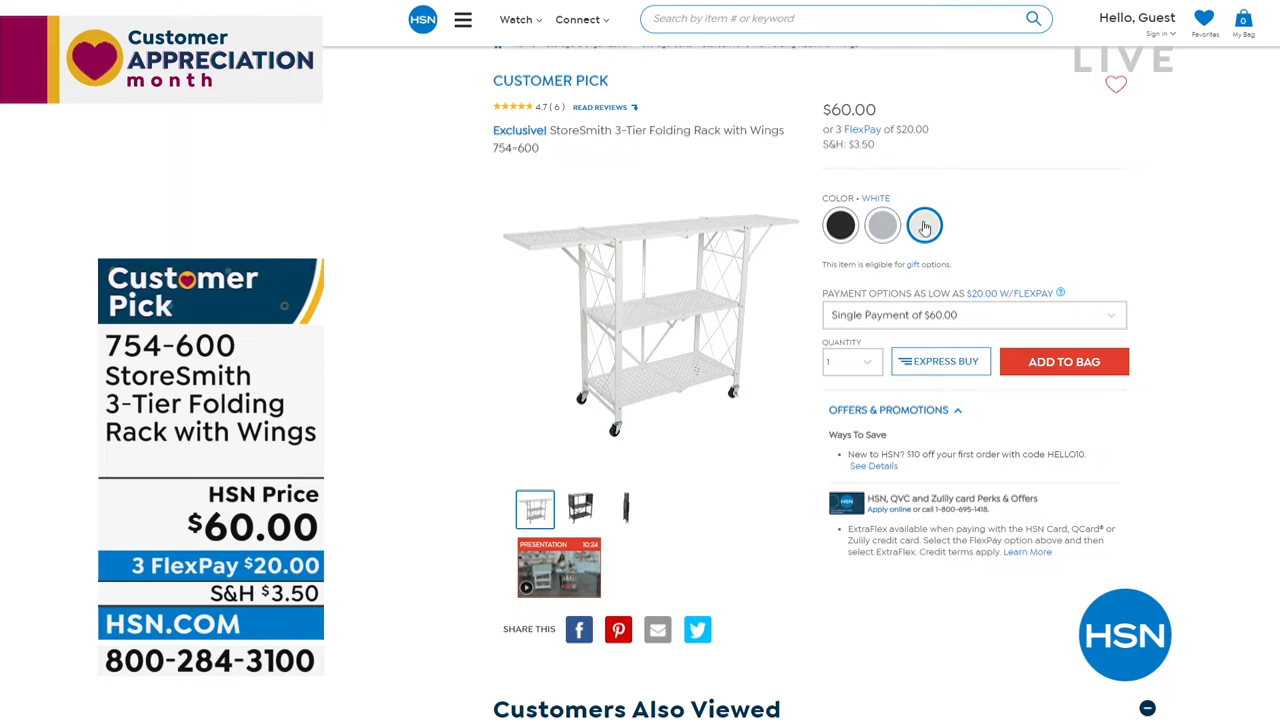 Customer
APPRECIATION
month
HSN
Watch
Connect
Search by item # or keyword
Hello, Guest
Sign in
Favorites
0
My Bag
LIVE
CUSTOMER PICK
4.7 ( 6 ) READ REVIEWS
Exclusive! StoreSmith 3-Tier Folding Rack with Wings
754-600
$60.00
or 3 FlexPay of $20.00
S&H: $3.50
COLOR • WHITE
This item is eligible for gift options.
PAYMENT OPTIONS AS LOW AS $20.00 W/FLEXPAY ?
Single Payment of $60.00
QUANTITY
1
EXPRESS BUY
ADD TO BAG
OFFERS & PROMOTIONS
Ways To Save
• New to HSN? $10 off your first order with code HELLO10.
See Details
HSN
HSN, QVC and Zulily card Perks & Offers
Apply online or call 1-800-695-1418.
• ExtraFlex available when paying with the HSN Card, QCard® or
Zulily credit card. Select the FlexPay option above and then
select ExtraFlex. Credit terms apply. Learn More
PRESENTATION 10:24
SHARE THIS
Customers Also Viewed
Customer
Pick
754-600
StoreSmith
3-Tier Folding
Rack with Wings
HSN Price
$60.00
3 FlexPay $20.00
S&H $3.50
HSN.COM
800-284-3100
HSN